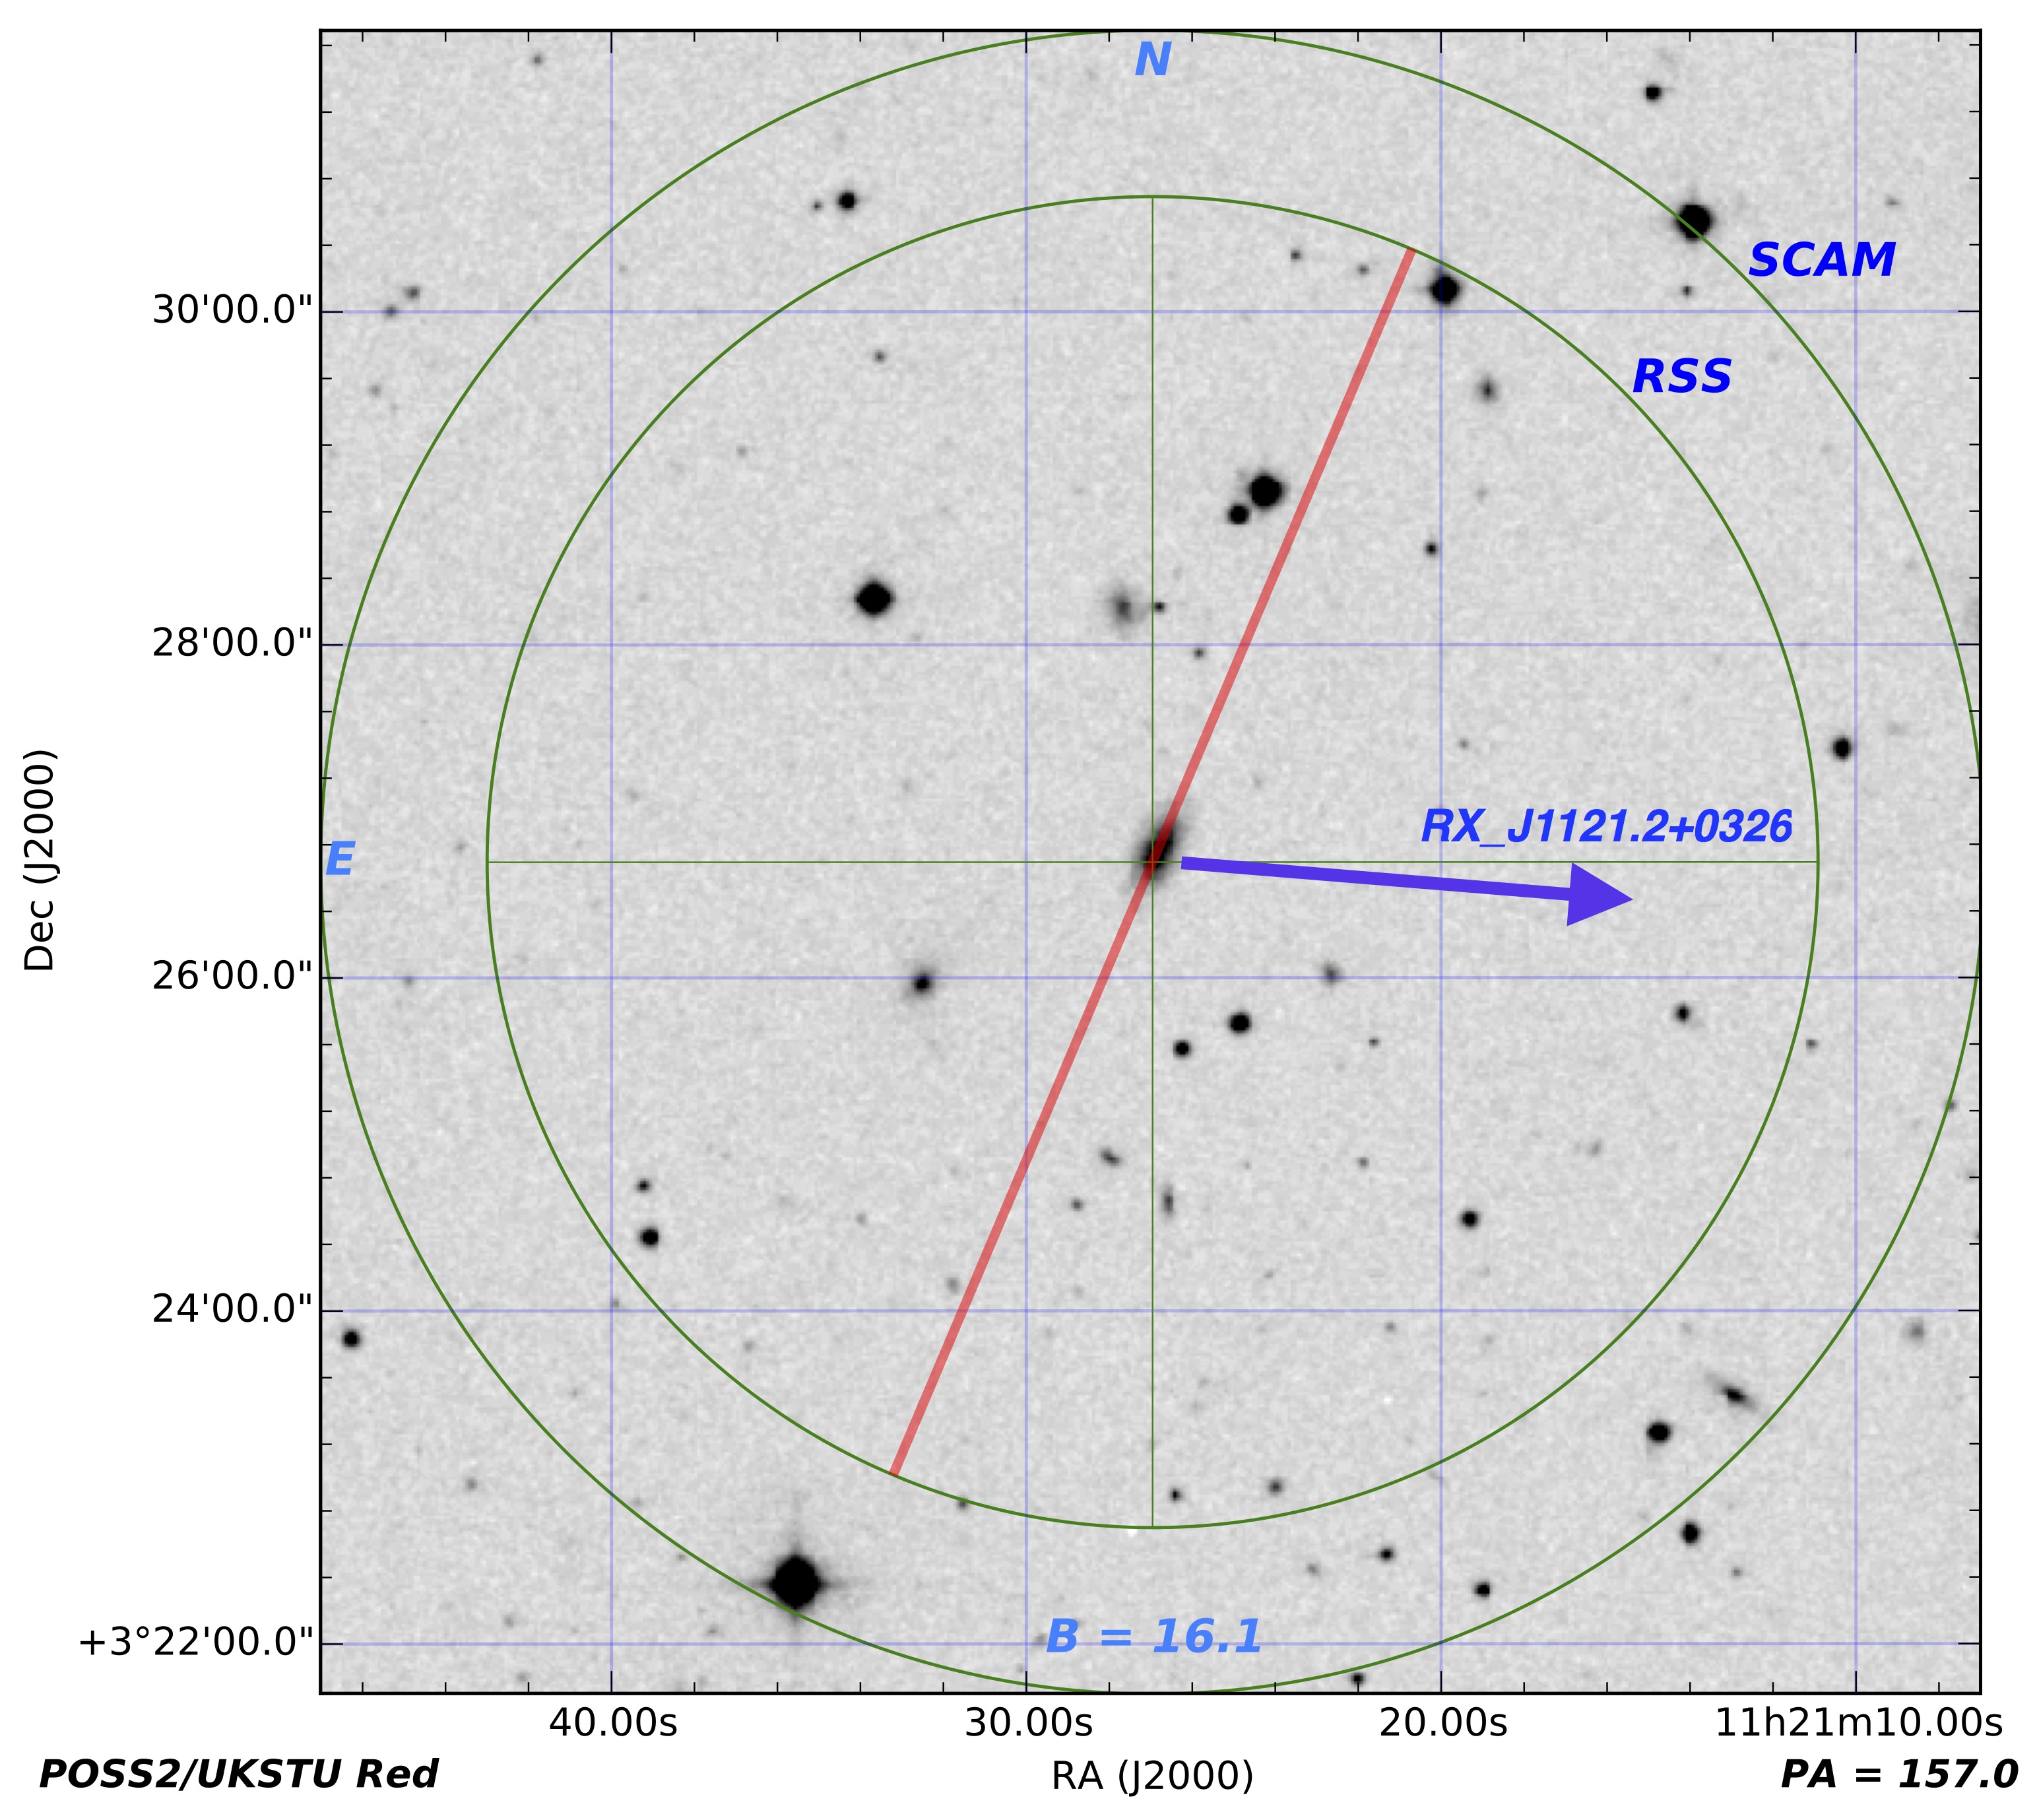 N
SCAM
30'00.0"
RSS
28'00.0"
Dec (J2000)
RX_J1121.2+0326
E
26'00.0"
24'00.0"
B = 16.1
+3°22'00.0"
40.00s 30.00s 20.00s 11h21m10.00s
POSS2/UKSTU Red RA (J2000) PA = 157.0